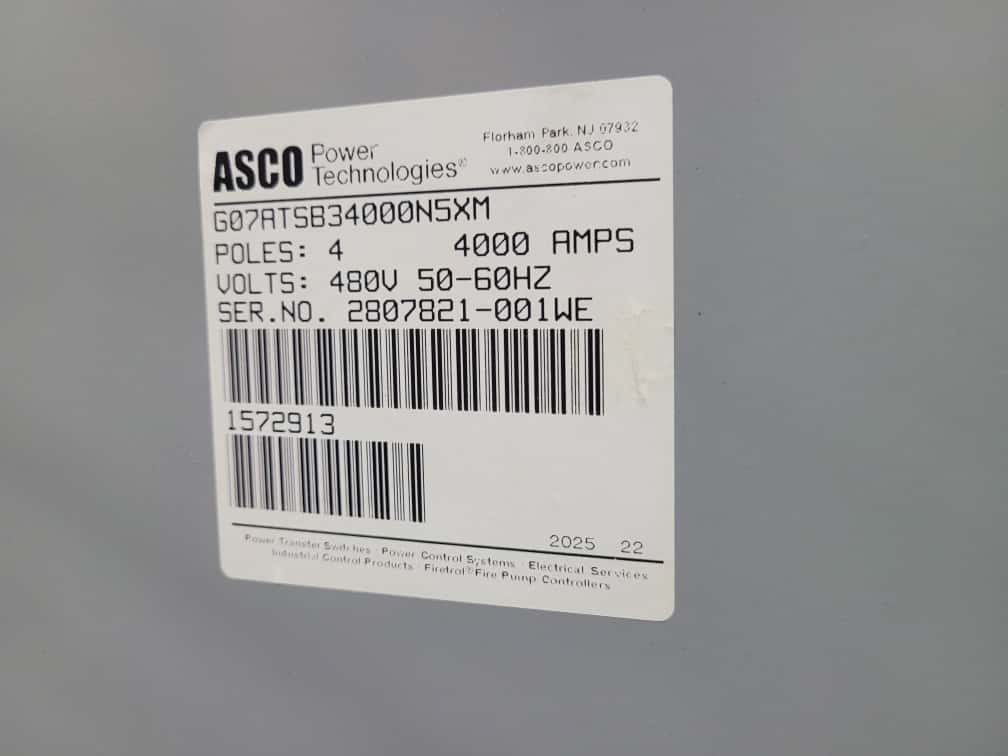 ASCO Power Technologies®
Florham Park, NJ 07932
1-800-800 ASCO
www.ascopower.com
G07ATSB34000N5XM
POLES: 4 4000 AMPS
VOLTS: 480V 50-60HZ
SER.NO. 2807821-001WE
1572913
2025 22
Power Transfer Switches · Power Control Systems · Electrical Services
Industrial Control Products · Firetrol® Fire Pump Controllers